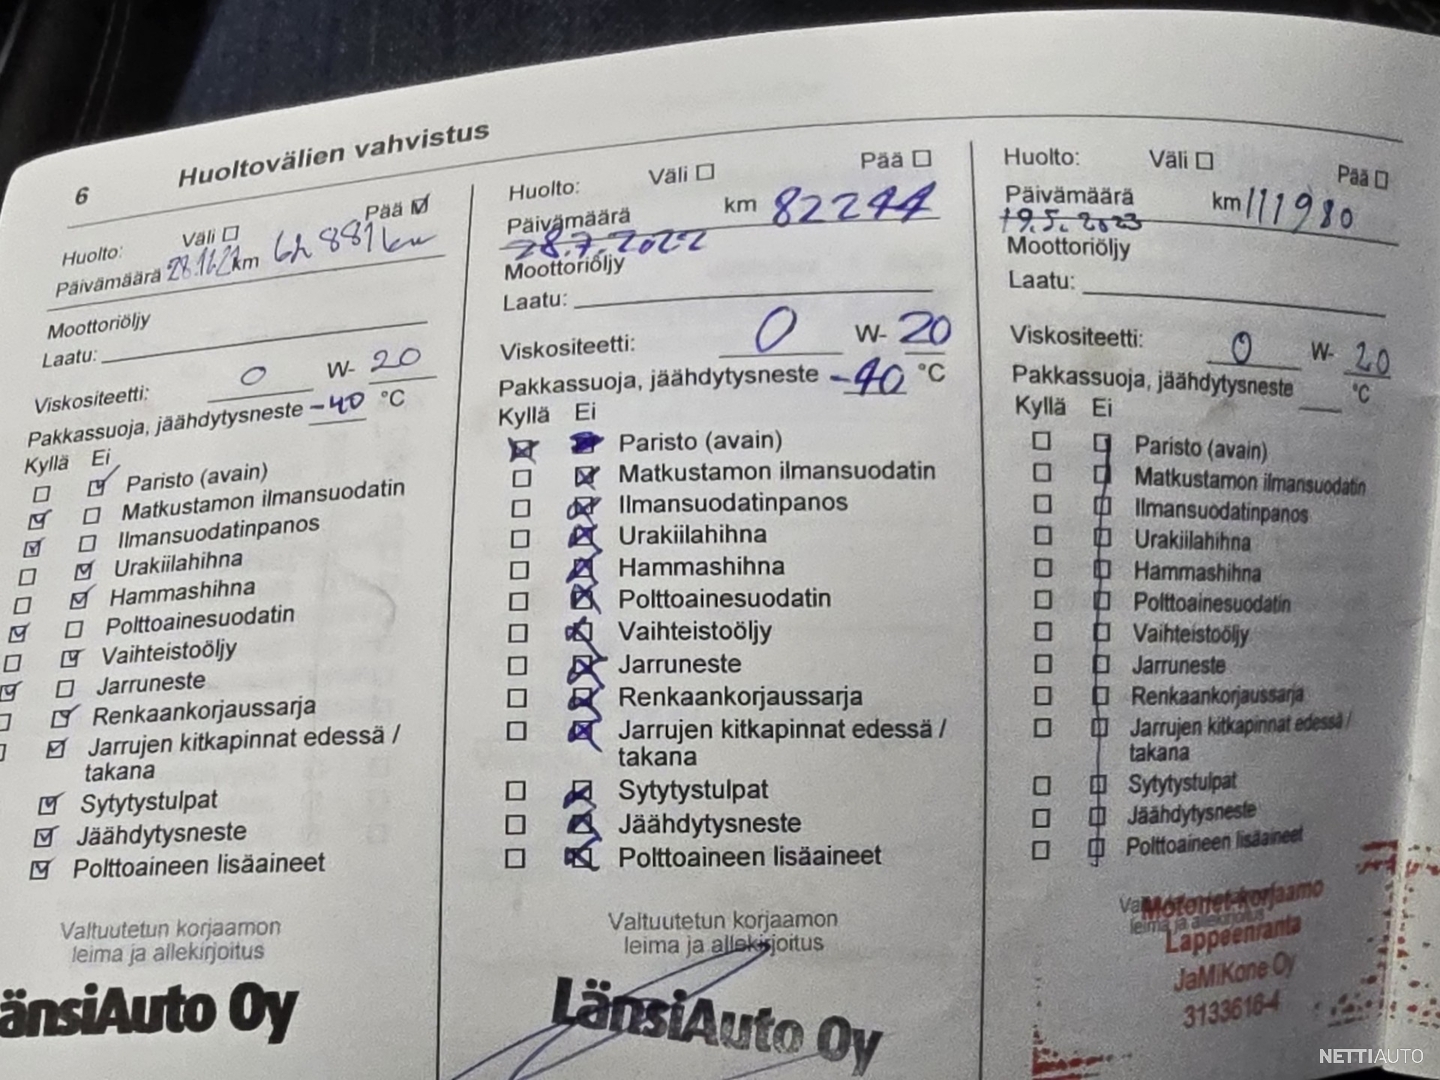 6 Huoltovälien vahvistus
Huolto: Väli Pää
Päivämäärä km 881km
Moottoriöljy
Laatu:
Viskositeetti: 0 W- 20
Pakkassuoja, jäähdytysneste -40 °C
Kyllä Ei
Paristo (avain)
Matkustamon ilmansuodatin
Ilmansuodatinpanos
Urakiilahihna
Hammashihna
Polttoainesuodatin
Vaihteistoöljy
Jarruneste
Renkaankorjaussarja
Jarrujen kitkapinnat edessä /
takana
Sytytystulpat
Jäähdytysneste
Polttoaineen lisäaineet
Valtuutetun korjaamon
leima ja allekirjoitus
änsiAuto Oy
Huolto: Väli Pää
Päivämäärä km 82244
28.7.2022
Moottoriöljy
Laatu:
Viskositeetti: 0 W- 20
Pakkassuoja, jäähdytysneste -40 °C
Kyllä Ei
Paristo (avain)
Matkustamon ilmansuodatin
Ilmansuodatinpanos
Urakiilahihna
Hammashihna
Polttoainesuodatin
Vaihteistoöljy
Jarruneste
Renkaankorjaussarja
Jarrujen kitkapinnat edessä /
takana
Sytytystulpat
Jäähdytysneste
Polttoaineen lisäaineet
Valtuutetun korjaamon
leima ja allekirjoitus
LänsiAuto Oy
Huolto: Väli Pää
Päivämäärä km 111980
19.5.2023
Moottoriöljy
Laatu:
Viskositeetti: 0 W- 20
Pakkassuoja, jäähdytysneste °C
Kyllä Ei
Paristo (avain)
Matkustamon ilmansuodatin
Ilmansuodatinpanos
Urakiilahihna
Hammashihna
Polttoainesuodatin
Vaihteistoöljy
Jarruneste
Renkaankorjaussarja
Jarrujen kitkapinnat edessä /
takana
Sytytystulpat
Jäähdytysneste
Polttoaineen lisäaineet
leima ja allekirjoitus
Lappeenranta
JaMiKone Oy
3133616-4
NETTIAUTO